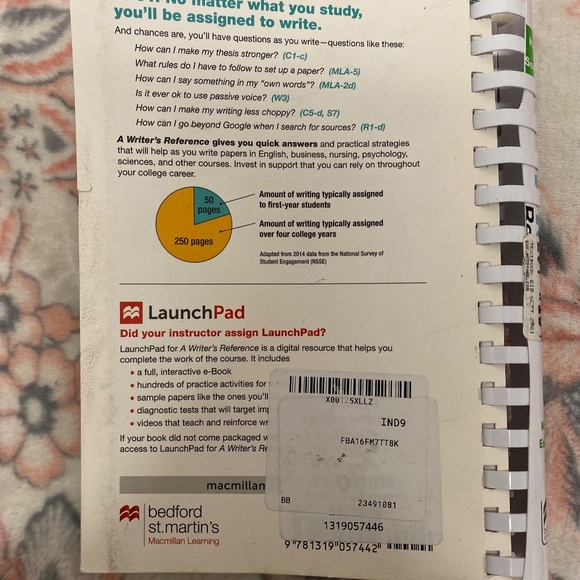 No matter what you study,
you'll be assigned to write.
And chances are, you'll have questions as you write—questions like these:
How can I make my thesis stronger? (C1-c)
What rules do I have to follow to set up a paper? (MLA-5)
How can I say something in my "own words"? (MLA-2d)
Is it ever ok to use passive voice? (W3)
How can I make my writing less choppy? (C5-d, S7)
How can I go beyond Google when I search for sources? (R1-d)
A Writer's Reference gives you quick answers and practical strategies
that will help as you write papers in English, business, nursing, psychology,
sciences, and other courses. Invest in support that you can rely on throughout
your college career.
50
pages
250 pages
Amount of writing typically assigned
to first-year students
Amount of writing typically assigned
over four college years
Adapted from 2014 data from the National Survey of
Student Engagement (NSSE)
LaunchPad
Did your instructor assign LaunchPad?
LaunchPad for A Writer's Reference is a digital resource that helps you
complete the work of the course. It includes
• a full, interactive e-Book
• hundreds of practice activities for
• sample papers like the ones you'll
• diagnostic tests that will target imp
• videos that teach and reinforce wr
If your book did not come packaged w
access to LaunchPad for A Writer's Re
macmillan
bedford
st.martin's
Macmillan Learning
IND9
FBA16FM7TT8K
BB 23491081
1319057446
9 781319 057442